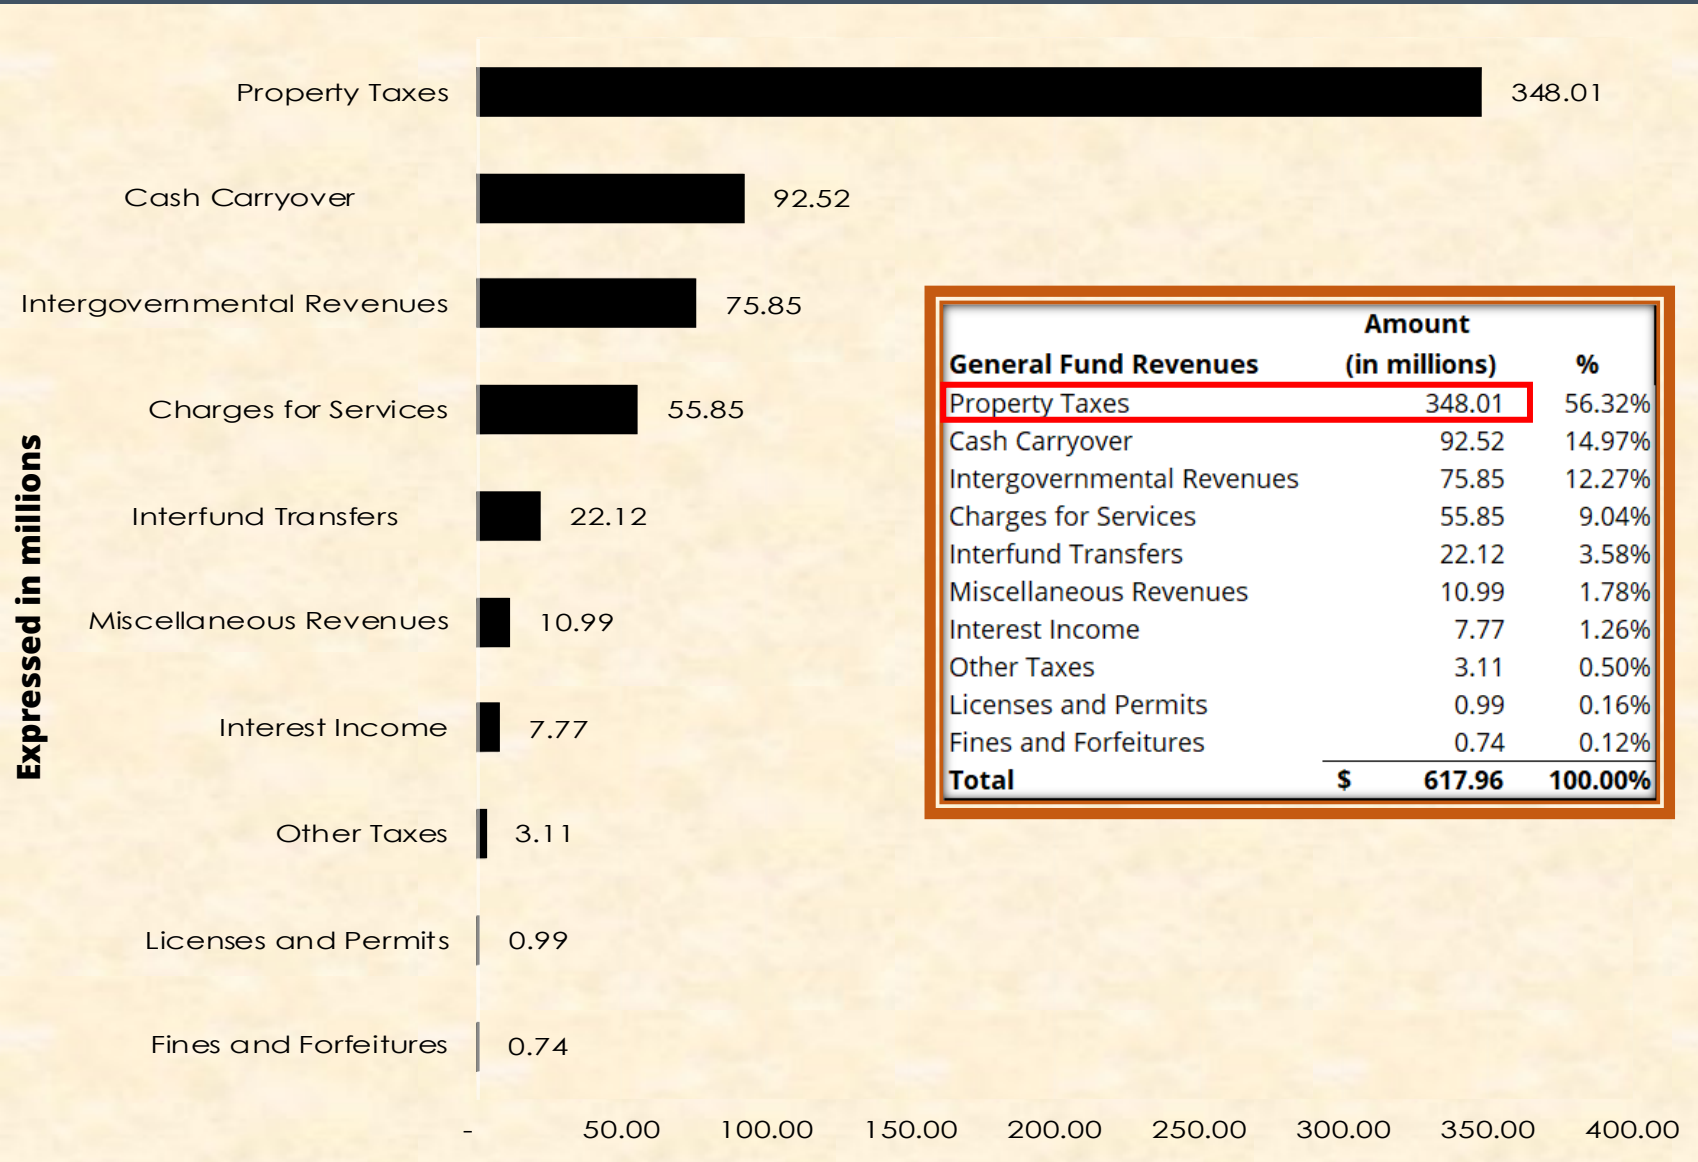 Property Taxes 348.01
Cash Carryover 92.52
Intergovernmental Revenues 75.85
Charges for Services 55.85
Interfund Transfers 22.12
Miscellaneous Revenues 10.99
Interest Income 7.77
Other Taxes 3.11
Licenses and Permits 0.99
Fines and Forfeitures 0.74
- 50.00 100.00 150.00 200.00 250.00 300.00 350.00 400.00
Expressed in millions
Amount
General Fund Revenues (in millions) %
Property Taxes 348.01 56.32%
Cash Carryover 92.52 14.97%
Intergovernmental Revenues 75.85 12.27%
Charges for Services 55.85 9.04%
Interfund Transfers 22.12 3.58%
Miscellaneous Revenues 10.99 1.78%
Interest Income 7.77 1.26%
Other Taxes 3.11 0.50%
Licenses and Permits 0.99 0.16%
Fines and Forfeitures 0.74 0.12%
Total $ 617.96 100.00%